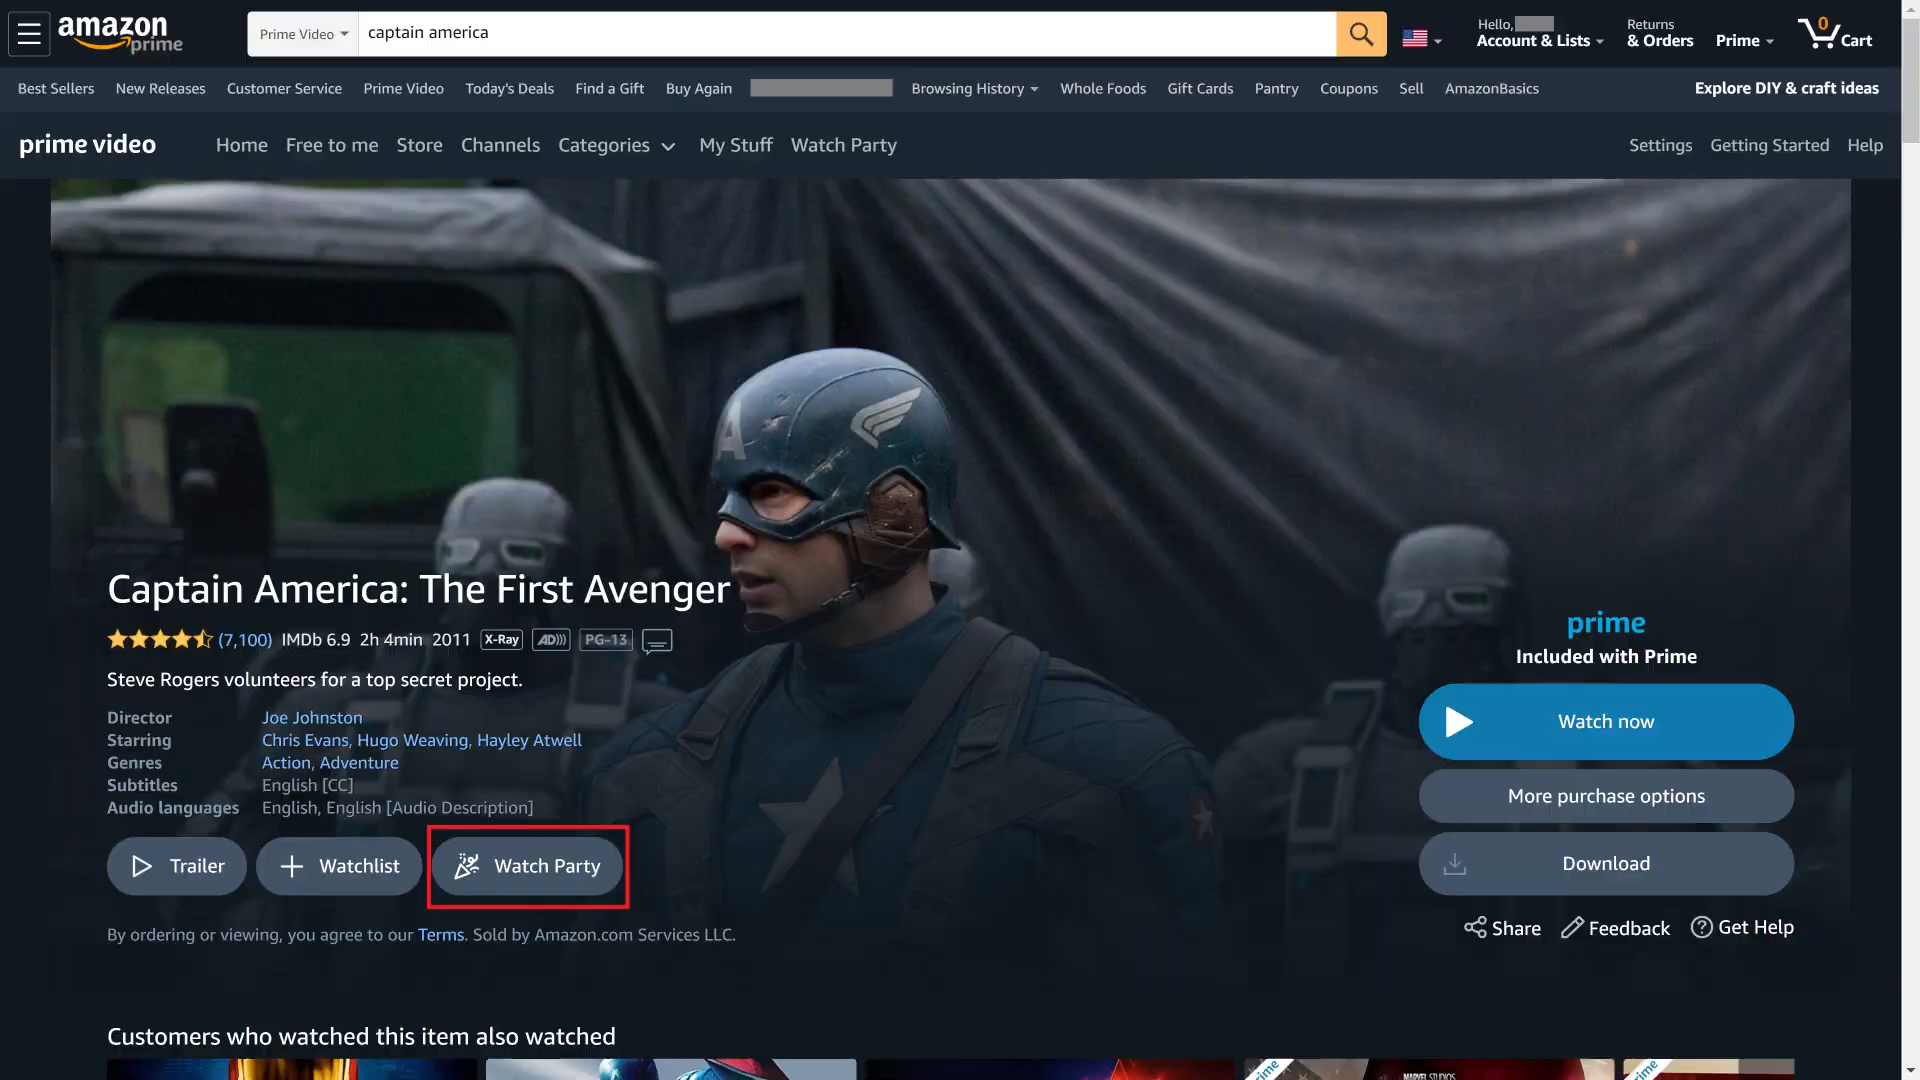 amazon prime
Prime Video
captain america
Hello,
Account & Lists
Returns
& Orders
Prime
0
Cart
Best Sellers New Releases Customer Service Prime Video Today's Deals Find a Gift Buy Again Browsing History Whole Foods Gift Cards Pantry Coupons Sell AmazonBasics Explore DIY & craft ideas
prime video Home Free to me Store Channels Categories My Stuff Watch Party Settings Getting Started Help
A
Captain America: The First Avenger
(7,100) IMDb 6.9 2h 4min 2011 X-Ray AD))) PG-13
Steve Rogers volunteers for a top secret project.
Director Joe Johnston
Starring Chris Evans, Hugo Weaving, Hayley Atwell
Genres Action, Adventure
Subtitles English [CC]
Audio languages English, English [Audio Description]
Trailer Watchlist Watch Party
By ordering or viewing, you agree to our Terms. Sold by Amazon.com Services LLC.
prime
Included with Prime
Watch now
More purchase options
Download
Share Feedback Get Help
Customers who watched this item also watched
prime
MARVEL STUDIOS
prime